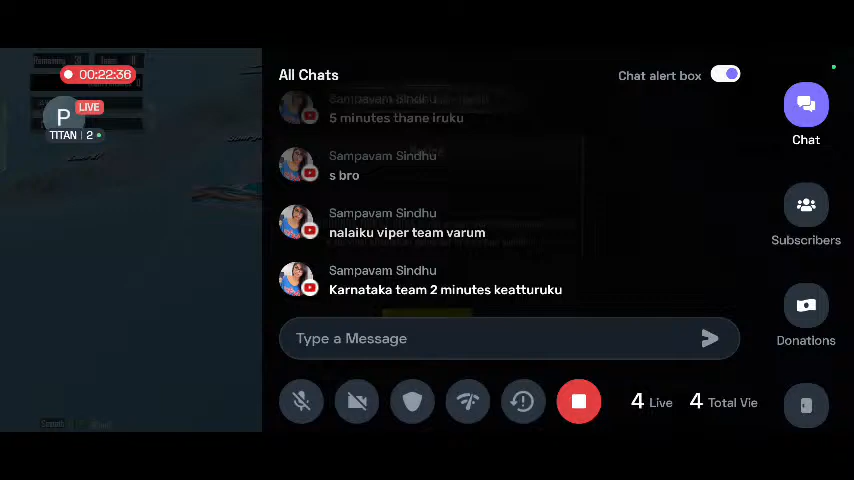 00:22:36
LIVE
P
TITAN 2
All Chats
Chat alert box
Sampavam Sindhu
5 minutes thane iruku
Sampavam Sindhu
s bro
Sampavam Sindhu
nalaiku viper team varum
Sampavam Sindhu
Karnataka team 2 minutes keatturuku
Type a Message
4 Live 4 Total Vie
Chat
Subscribers
Donations